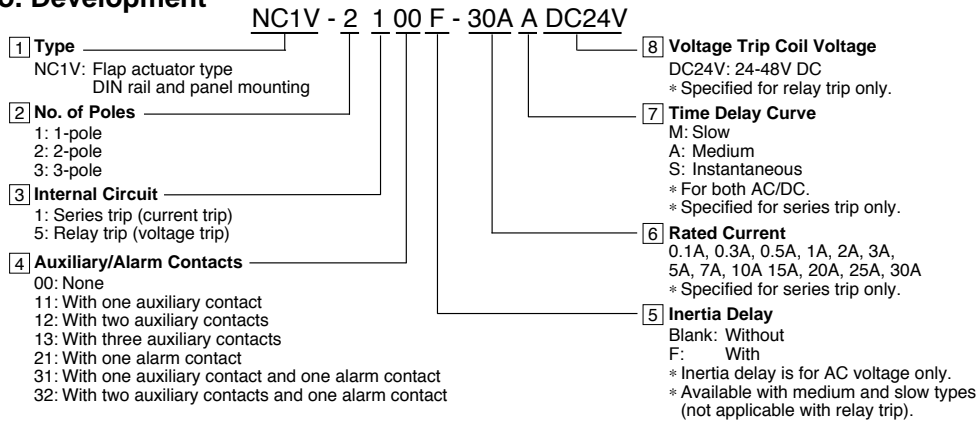 Development
NC1V - 2 1 00 F - 30A A DC24V
1 Type
NC1V: Flap actuator type
DIN rail and panel mounting
2 No. of Poles
1: 1-pole
2: 2-pole
3: 3-pole
3 Internal Circuit
1: Series trip (current trip)
5: Relay trip (voltage trip)
4 Auxiliary/Alarm Contacts
00: None
11: With one auxiliary contact
12: With two auxiliary contacts
13: With three auxiliary contacts
21: With one alarm contact
31: With one auxiliary contact and one alarm contact
32: With two auxiliary contacts and one alarm contact
8 Voltage Trip Coil Voltage
DC24V: 24-48V DC
* Specified for relay trip only.
7 Time Delay Curve
M: Slow
A: Medium
S: Instantaneous
* For both AC/DC.
* Specified for series trip only.
6 Rated Current
0.1A, 0.3A, 0.5A, 1A, 2A, 3A,
5A, 7A, 10A 15A, 20A, 25A, 30A
* Specified for series trip only.
5 Inertia Delay
Blank: Without
F: With
* Inertia delay is for AC voltage only.
* Available with medium and slow types
(not applicable with relay trip).